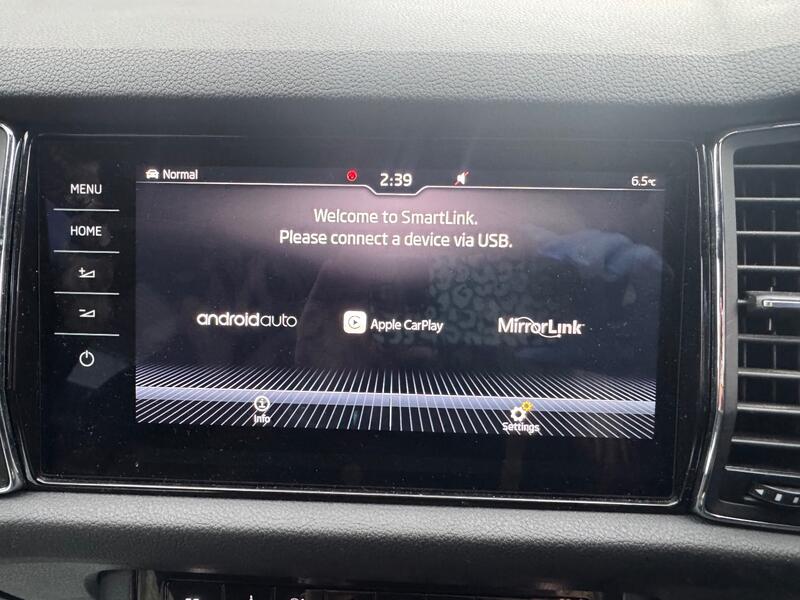 Normal
2:39
6.5°C
MENU
HOME
Welcome to SmartLink.
Please connect a device via USB.
androidauto
Apple CarPlay
MirrorLink™
Info
Settings